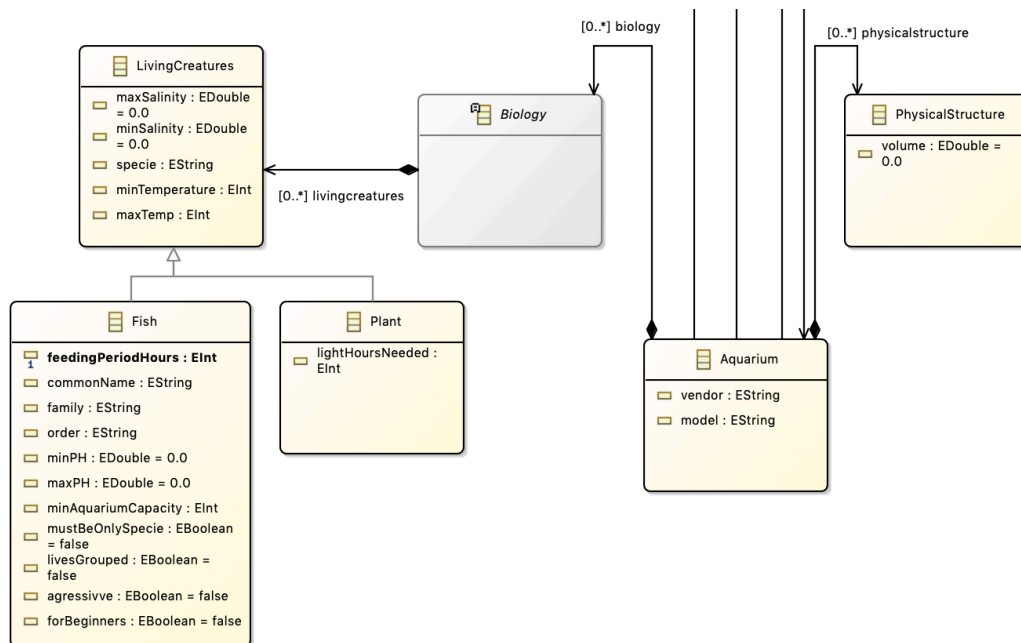 [0..*] biology
[0..*] physicalstructure
LivingCreatures
maxSalinity : EDouble
= 0.0
minSalinity : EDouble
= 0.0
specie : EString
minTemperature : EInt
maxTemp : EInt
Biology
PhysicalStructure
volume : EDouble =
0.0
[0..*] livingcreatures
Fish
feedingPeriodHours : EInt
commonName : EString
family : EString
order : EString
minPH : EDouble = 0.0
maxPH : EDouble = 0.0
minAquariumCapacity : EInt
mustBeOnlySpecie : EBoolean
= false
livesGrouped : EBoolean =
false
agressivve : EBoolean = false
forBeginners : EBoolean = false
Plant
lightHoursNeeded :
EInt
Aquarium
vendor : EString
model : EString